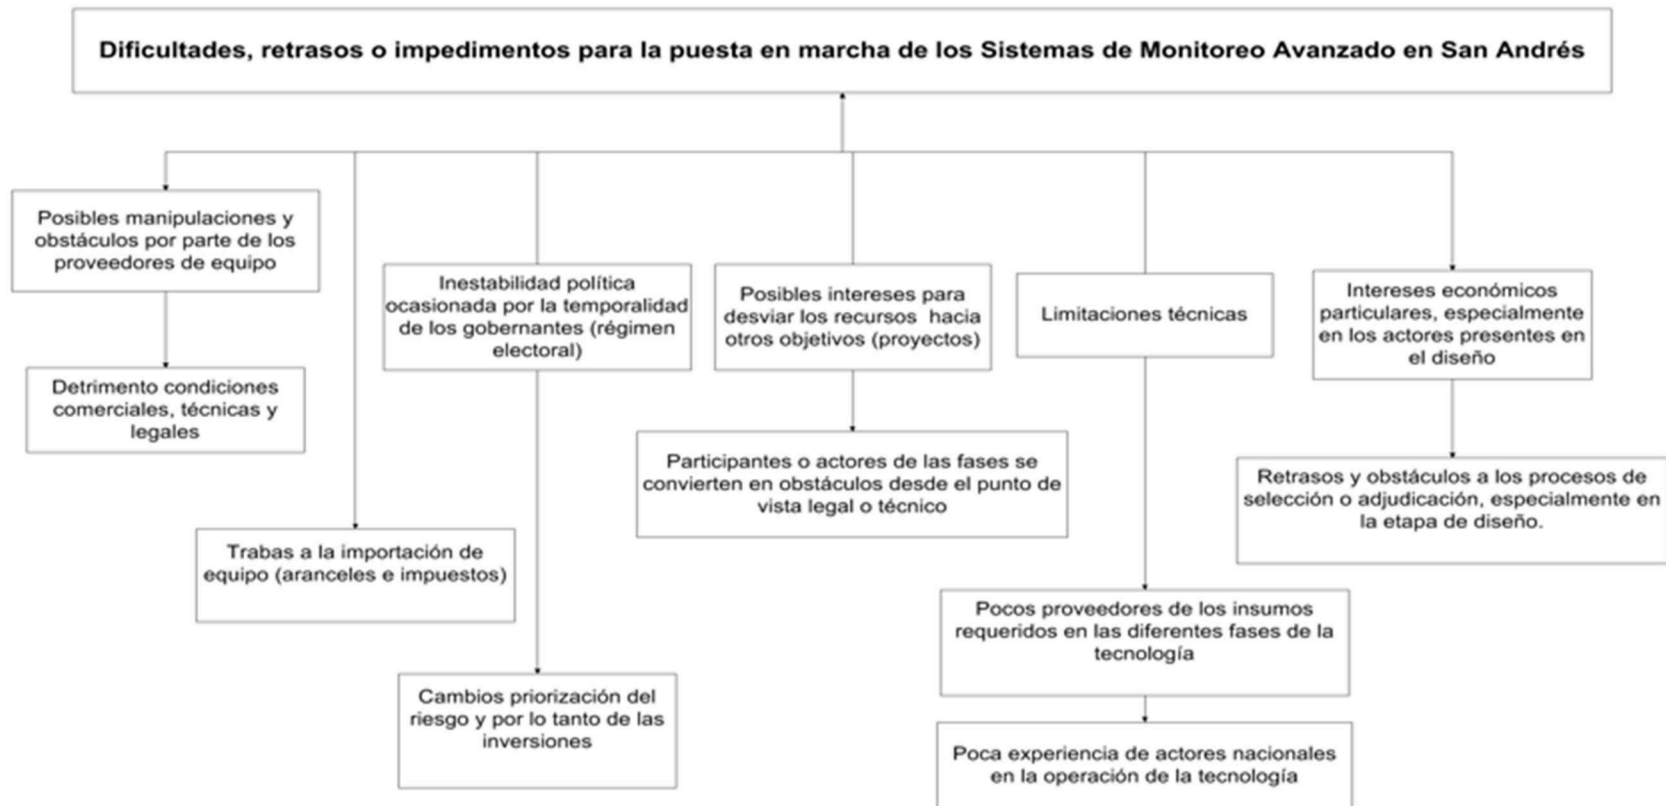 Dificultades, retrasos o impedimentos para la puesta en marcha de los Sistemas de Monitoreo Avanzado en San Andrés
Posibles manipulaciones y
obstáculos por parte de los
proveedores de equipo
Detrimento condiciones
comerciales, técnicas y
legales
Trabas a la importación de
equipo (aranceles e impuestos)
Inestabilidad política
ocasionada por la temporalidad
de los gobernantes (régimen
electoral)
Cambios priorización del
riesgo y por lo tanto de las
inversiones
Posibles intereses para
desviar los recursos hacia
otros objetivos (proyectos)
Participantes o actores de las fases se
convierten en obstáculos desde el punto de
vista legal o técnico
Limitaciones técnicas
Pocos proveedores de los insumos
requeridos en las diferentes fases de la
tecnología
Poca experiencia de actores nacionales
en la operación de la tecnología
Intereses económicos
particulares, especialmente
en los actores presentes en
el diseño
Retrasos y obstáculos a los procesos de
selección o adjudicación, especialmente en
la etapa de diseño.